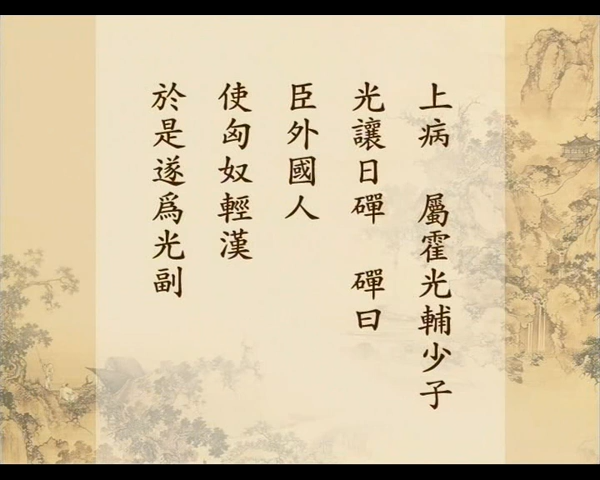 上病　屬霍光輔少子
光讓日磾　磾曰
臣外國人
使匈奴輕漢
於是遂爲光副